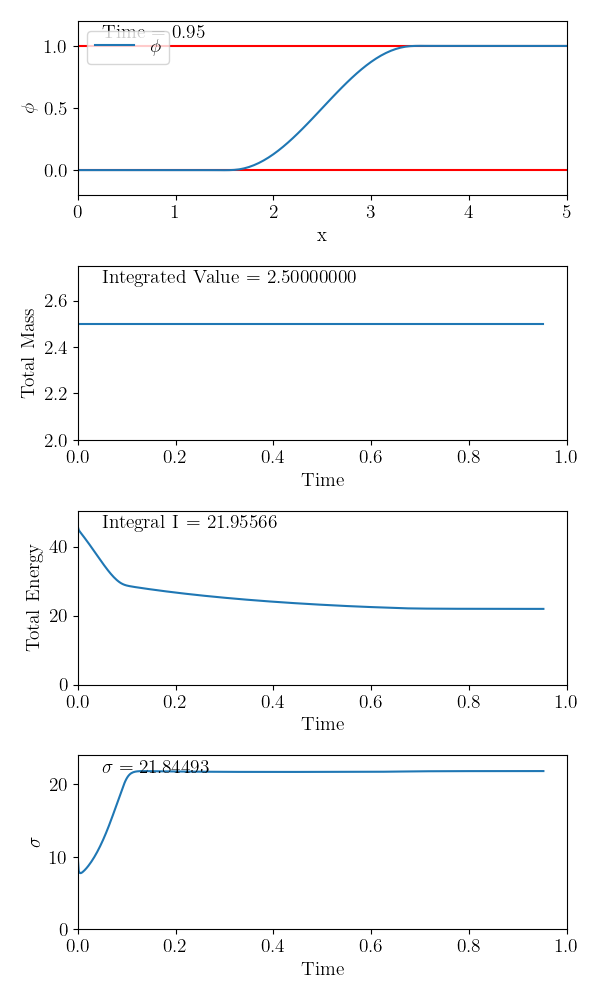 Time = 0.95
ϕ
1.0
0.5
0.0
ϕ
0 1 2 3 4 5
x
Integrated Value = 2.50000000
2.6
2.4
2.2
2.0
Total Mass
0.0 0.2 0.4 0.6 0.8 1.0
Time
Integral I = 21.95566
40
20
0
Total Energy
0.0 0.2 0.4 0.6 0.8 1.0
Time
σ = 21.84493
20
10
0
σ
0.0 0.2 0.4 0.6 0.8 1.0
Time